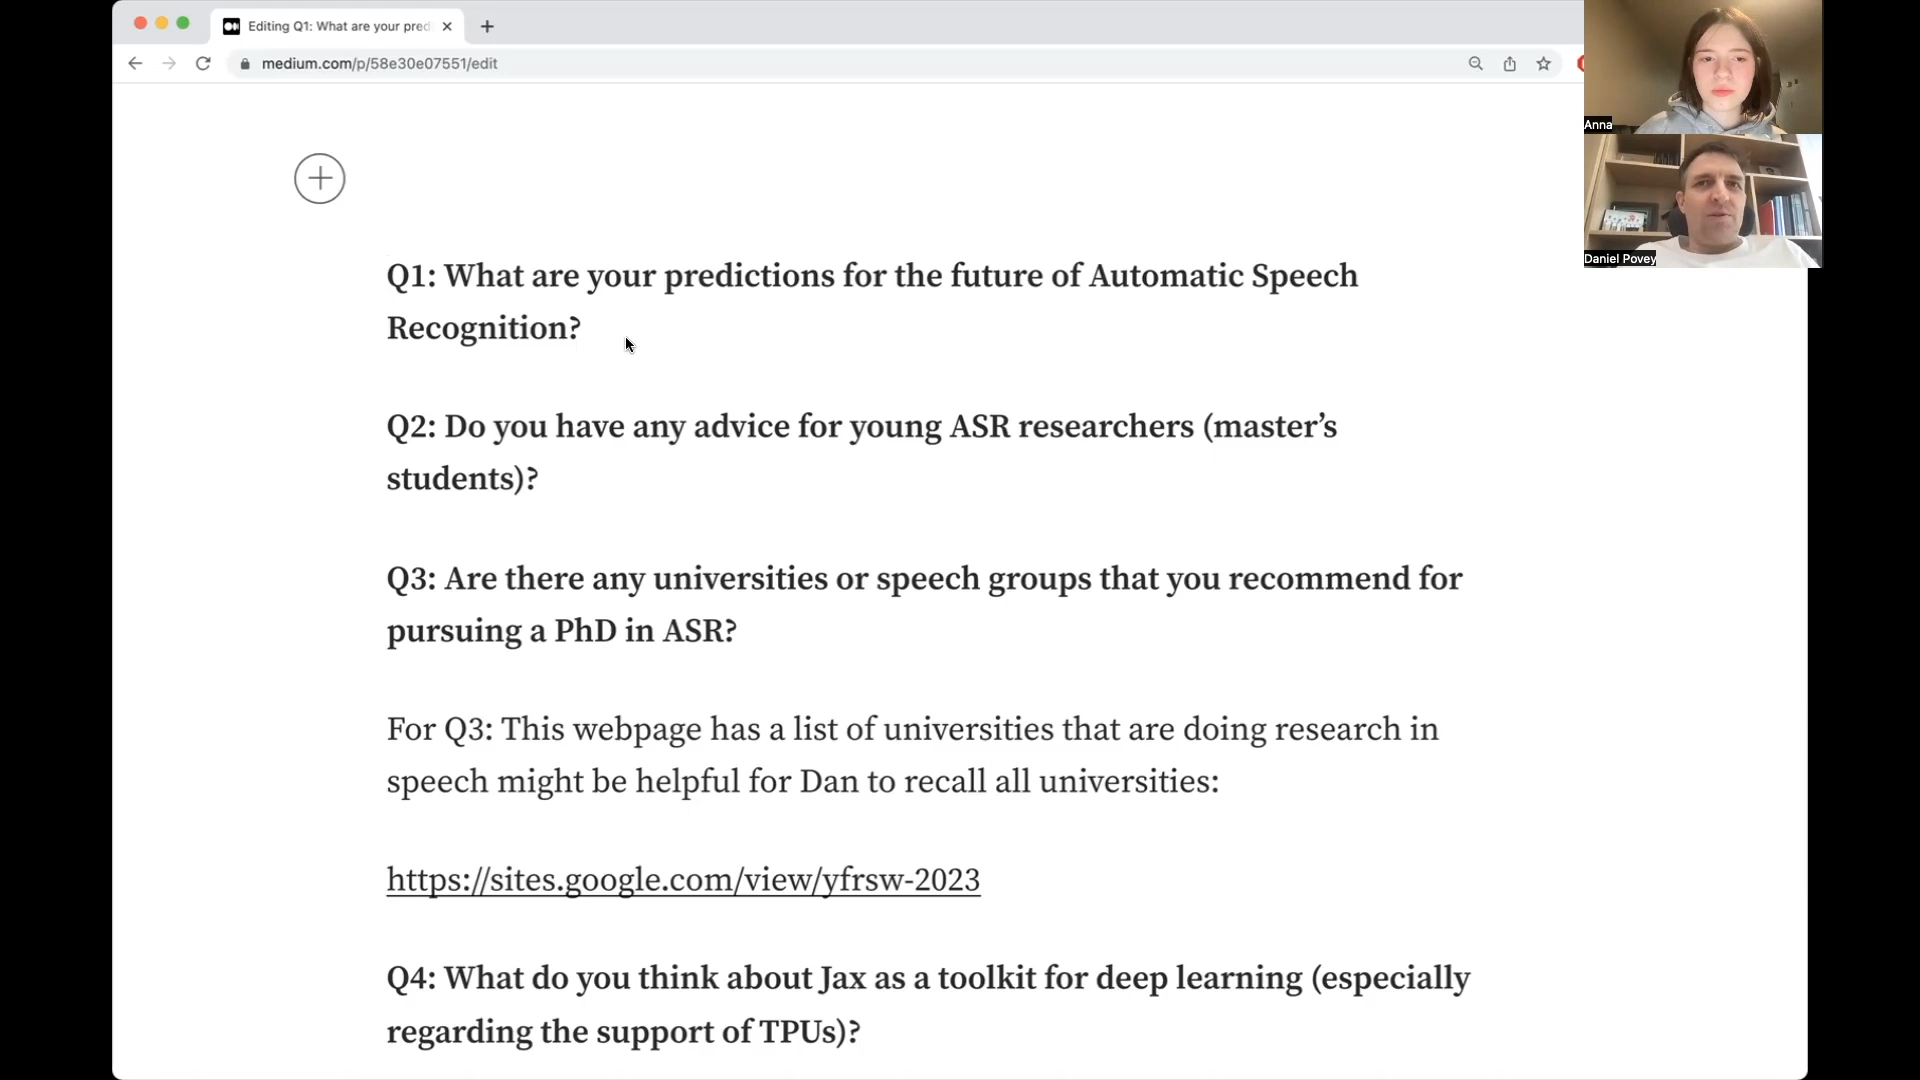 Editing Q1: What are your pred
medium.com/p/58e30e07551/edit
Anna
Daniel Povey
Q1: What are your predictions for the future of Automatic Speech
Recognition?
Q2: Do you have any advice for young ASR researchers (master’s
students)?
Q3: Are there any universities or speech groups that you recommend for
pursuing a PhD in ASR?
For Q3: This webpage has a list of universities that are doing research in
speech might be helpful for Dan to recall all universities:
https://sites.google.com/view/yfrsw-2023
Q4: What do you think about Jax as a toolkit for deep learning (especially
regarding the support of TPUs)?